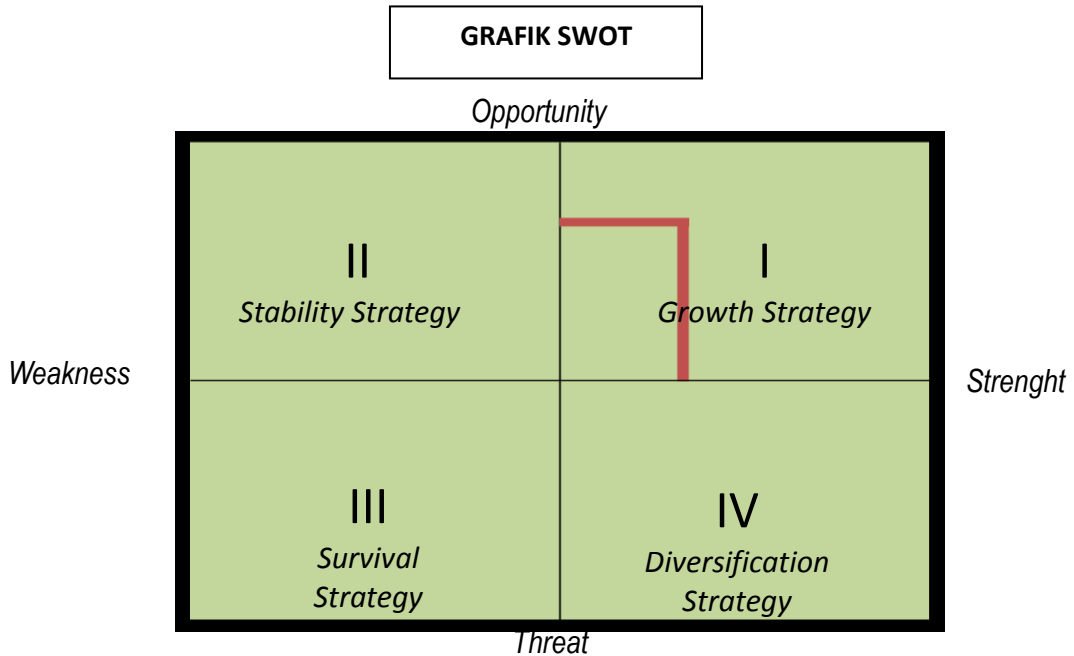 GRAFIK SWOT
Opportunity
II
Stability Strategy
I
Growth Strategy
Weakness
Strenght
III
Survival
Strategy
IV
Diversification
Strategy
Threat